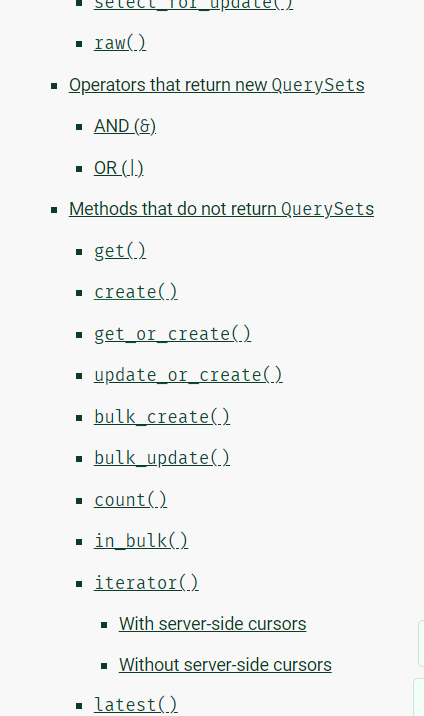 select_for_update()
raw()
Operators that return new QuerySets
AND (&)
OR (|)
Methods that do not return QuerySets
get()
create()
get_or_create()
update_or_create()
bulk_create()
bulk_update()
count()
in_bulk()
iterator()
With server-side cursors
Without server-side cursors
latest()